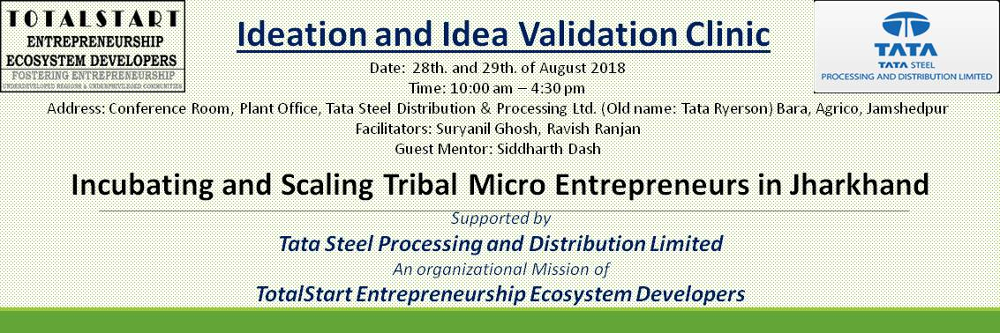 TOTALSTART
ENTREPRENEURSHIP
ECOSYSTEM DEVELOPERS
FOSTERING ENTREPRENEURSHIP
UNDERDEVELOPED REGIONS & UNDERPRIVILEGED COMMUNITIES
Ideation and Idea Validation Clinic
Date: 28th. and 29th. of August 2018
Time: 10:00 am – 4:30 pm
Address: Conference Room, Plant Office, Tata Steel Distribution & Processing Ltd. (Old name: Tata Ryerson) Bara, Agrico, Jamshedpur
Facilitators: Suryanil Ghosh, Ravish Ranjan
Guest Mentor: Siddharth Dash
TATA
TATA STEEL
PROCESSING AND DISTRIBUTION LIMITED
Incubating and Scaling Tribal Micro Entrepreneurs in Jharkhand
Supported by
Tata Steel Processing and Distribution Limited
An organizational Mission of
TotalStart Entrepreneurship Ecosystem Developers